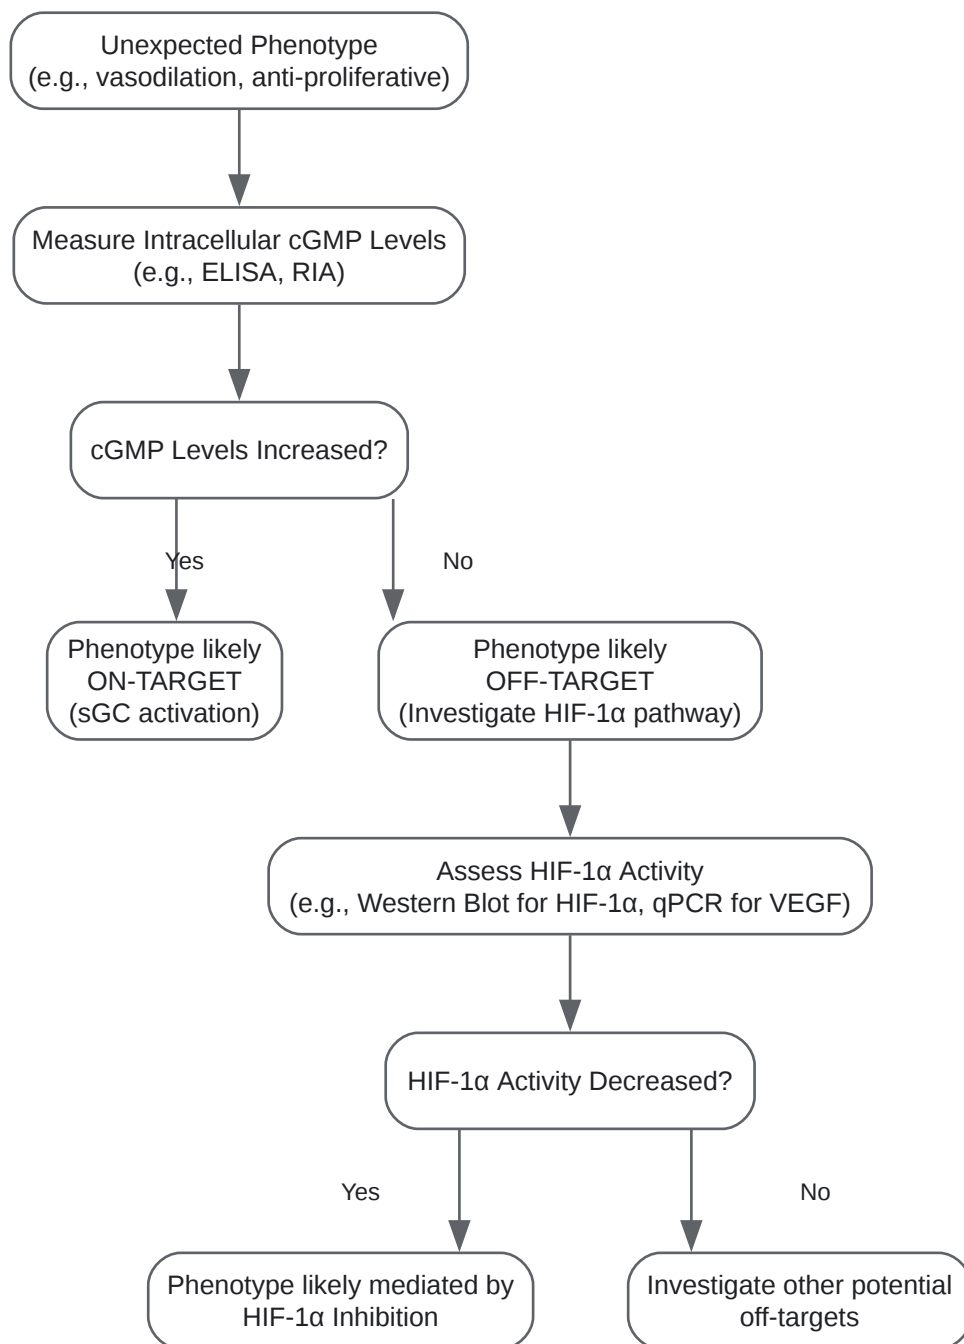 Unexpected Phenotype
(e.g., vasodilation, anti-proliferative)
Measure Intracellular cGMP Levels
(e.g., ELISA, RIA)
cGMP Levels Increased?
Yes
No
Phenotype likely
ON-TARGET
(sGC activation)
Phenotype likely
OFF-TARGET
(Investigate HIF-1α pathway)
Assess HIF-1α Activity
(e.g., Western Blot for HIF-1α, qPCR for VEGF)
HIF-1α Activity Decreased?
Yes
No
Phenotype likely mediated by
HIF-1α Inhibition
Investigate other potential
off-targets